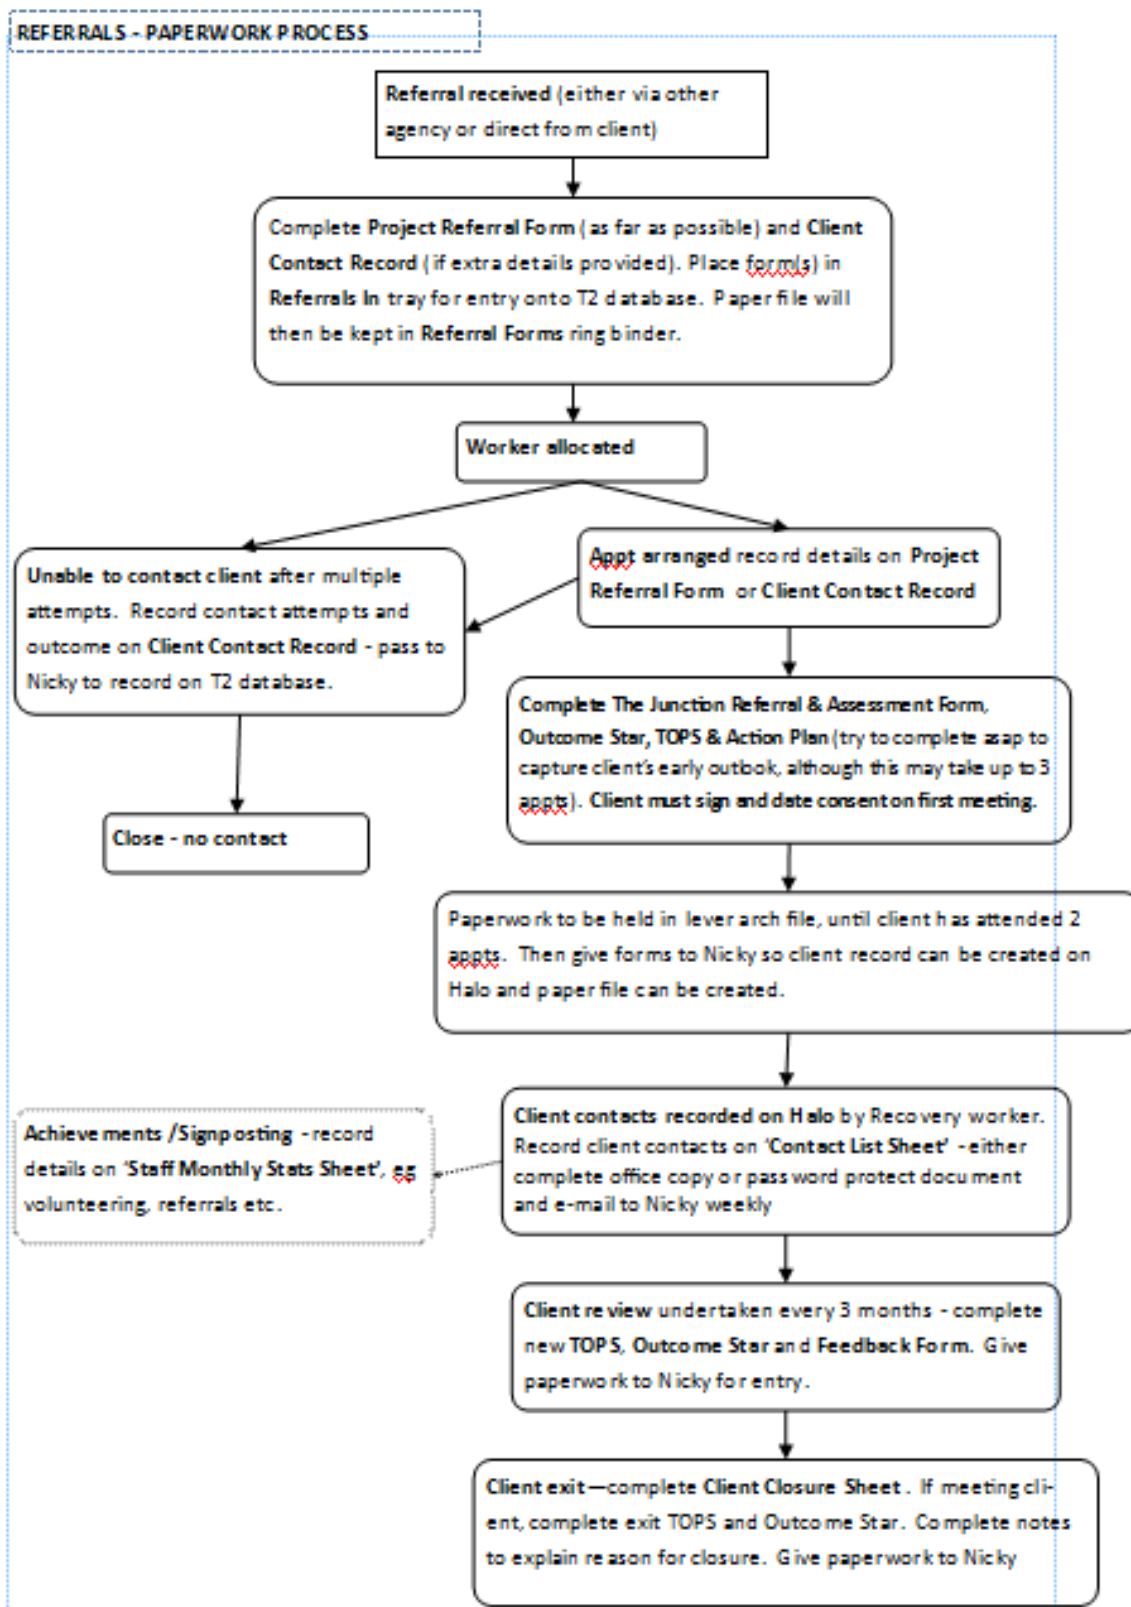 REFERRALS - PAPERWORK PROCESS
Referral received (either via other
agency or direct from client)
Complete Project Referral Form (as far as possible) and Client
Contact Record (if extra details provided). Place form(s) in
Referrals In tray for entry onto T2 database. Paper file will
then be kept in Referral Forms ring binder.
Worker allocated
Unable to contact client after multiple
attempts. Record contact attempts and
outcome on Client Contact Record - pass to
Nicky to record on T2 database.
Appt arranged record details on Project
Referral Form or Client Contact Record
Close - no contact
Complete The Junction Referral & Assessment Form,
Outcome Star, TOPS & Action Plan (try to complete asap to
capture client's early outlook, although this may take up to 3
appts). Client must sign and date consent on first meeting.
Paperwork to be held in lever arch file, until client has attended 2
appts. Then give forms to Nicky so client record can be created on
Halo and paper file can be created.
Achievements /Signposting - record
details on 'Staff Monthly Stats Sheet', eg
volunteering, referrals etc.
Client contacts recorded on Halo by Recovery worker.
Record client contacts on 'Contact List Sheet' - either
complete office copy or pass word protect document
and e-mail to Nicky weekly
Client review undertaken every 3 months - complete
new TOPS, Outcome Star and Feedback Form. Give
paperwork to Nicky for entry.
Client exit—complete Client Closure Sheet . If meeting cli-
ent, complete exit TOPS and Outcome Star. Complete notes
to explain reason for closure. Give paperwork to Nicky